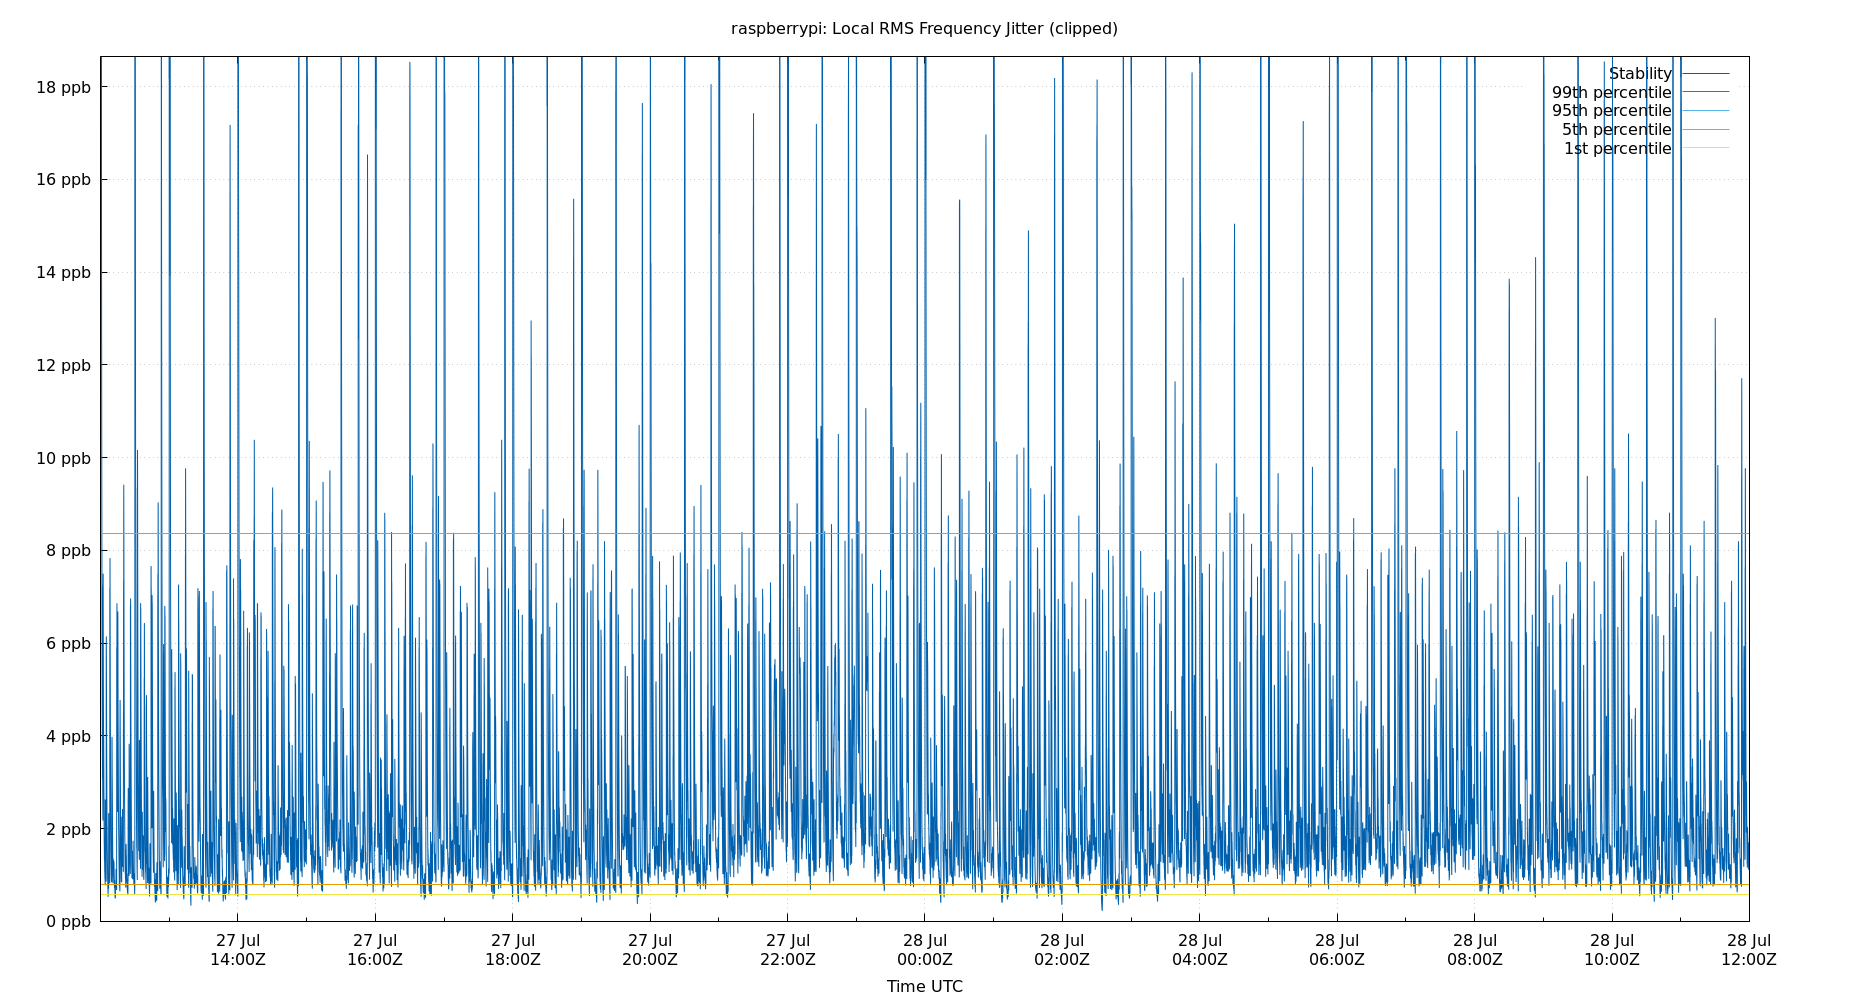 raspberrypi: Local RMS Frequency Jitter (clipped)
18 ppb
16 ppb
14 ppb
12 ppb
10 ppb
8 ppb
6 ppb
4 ppb
2 ppb
0 ppb
Stability
99th percentile
95th percentile
5th percentile
1st percentile
27 Jul
14:00Z
27 Jul
16:00Z
27 Jul
18:00Z
27 Jul
20:00Z
27 Jul
22:00Z
28 Jul
00:00Z
28 Jul
02:00Z
28 Jul
04:00Z
28 Jul
06:00Z
28 Jul
08:00Z
28 Jul
10:00Z
28 Jul
12:00Z
Time UTC